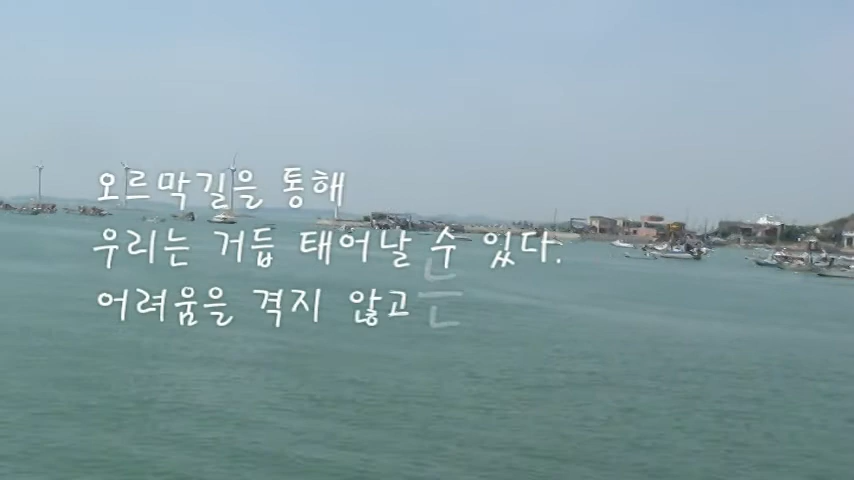 오르막길을 통해
우리는 거듭 태어날 수 있다.
어려움을 격지 않고는